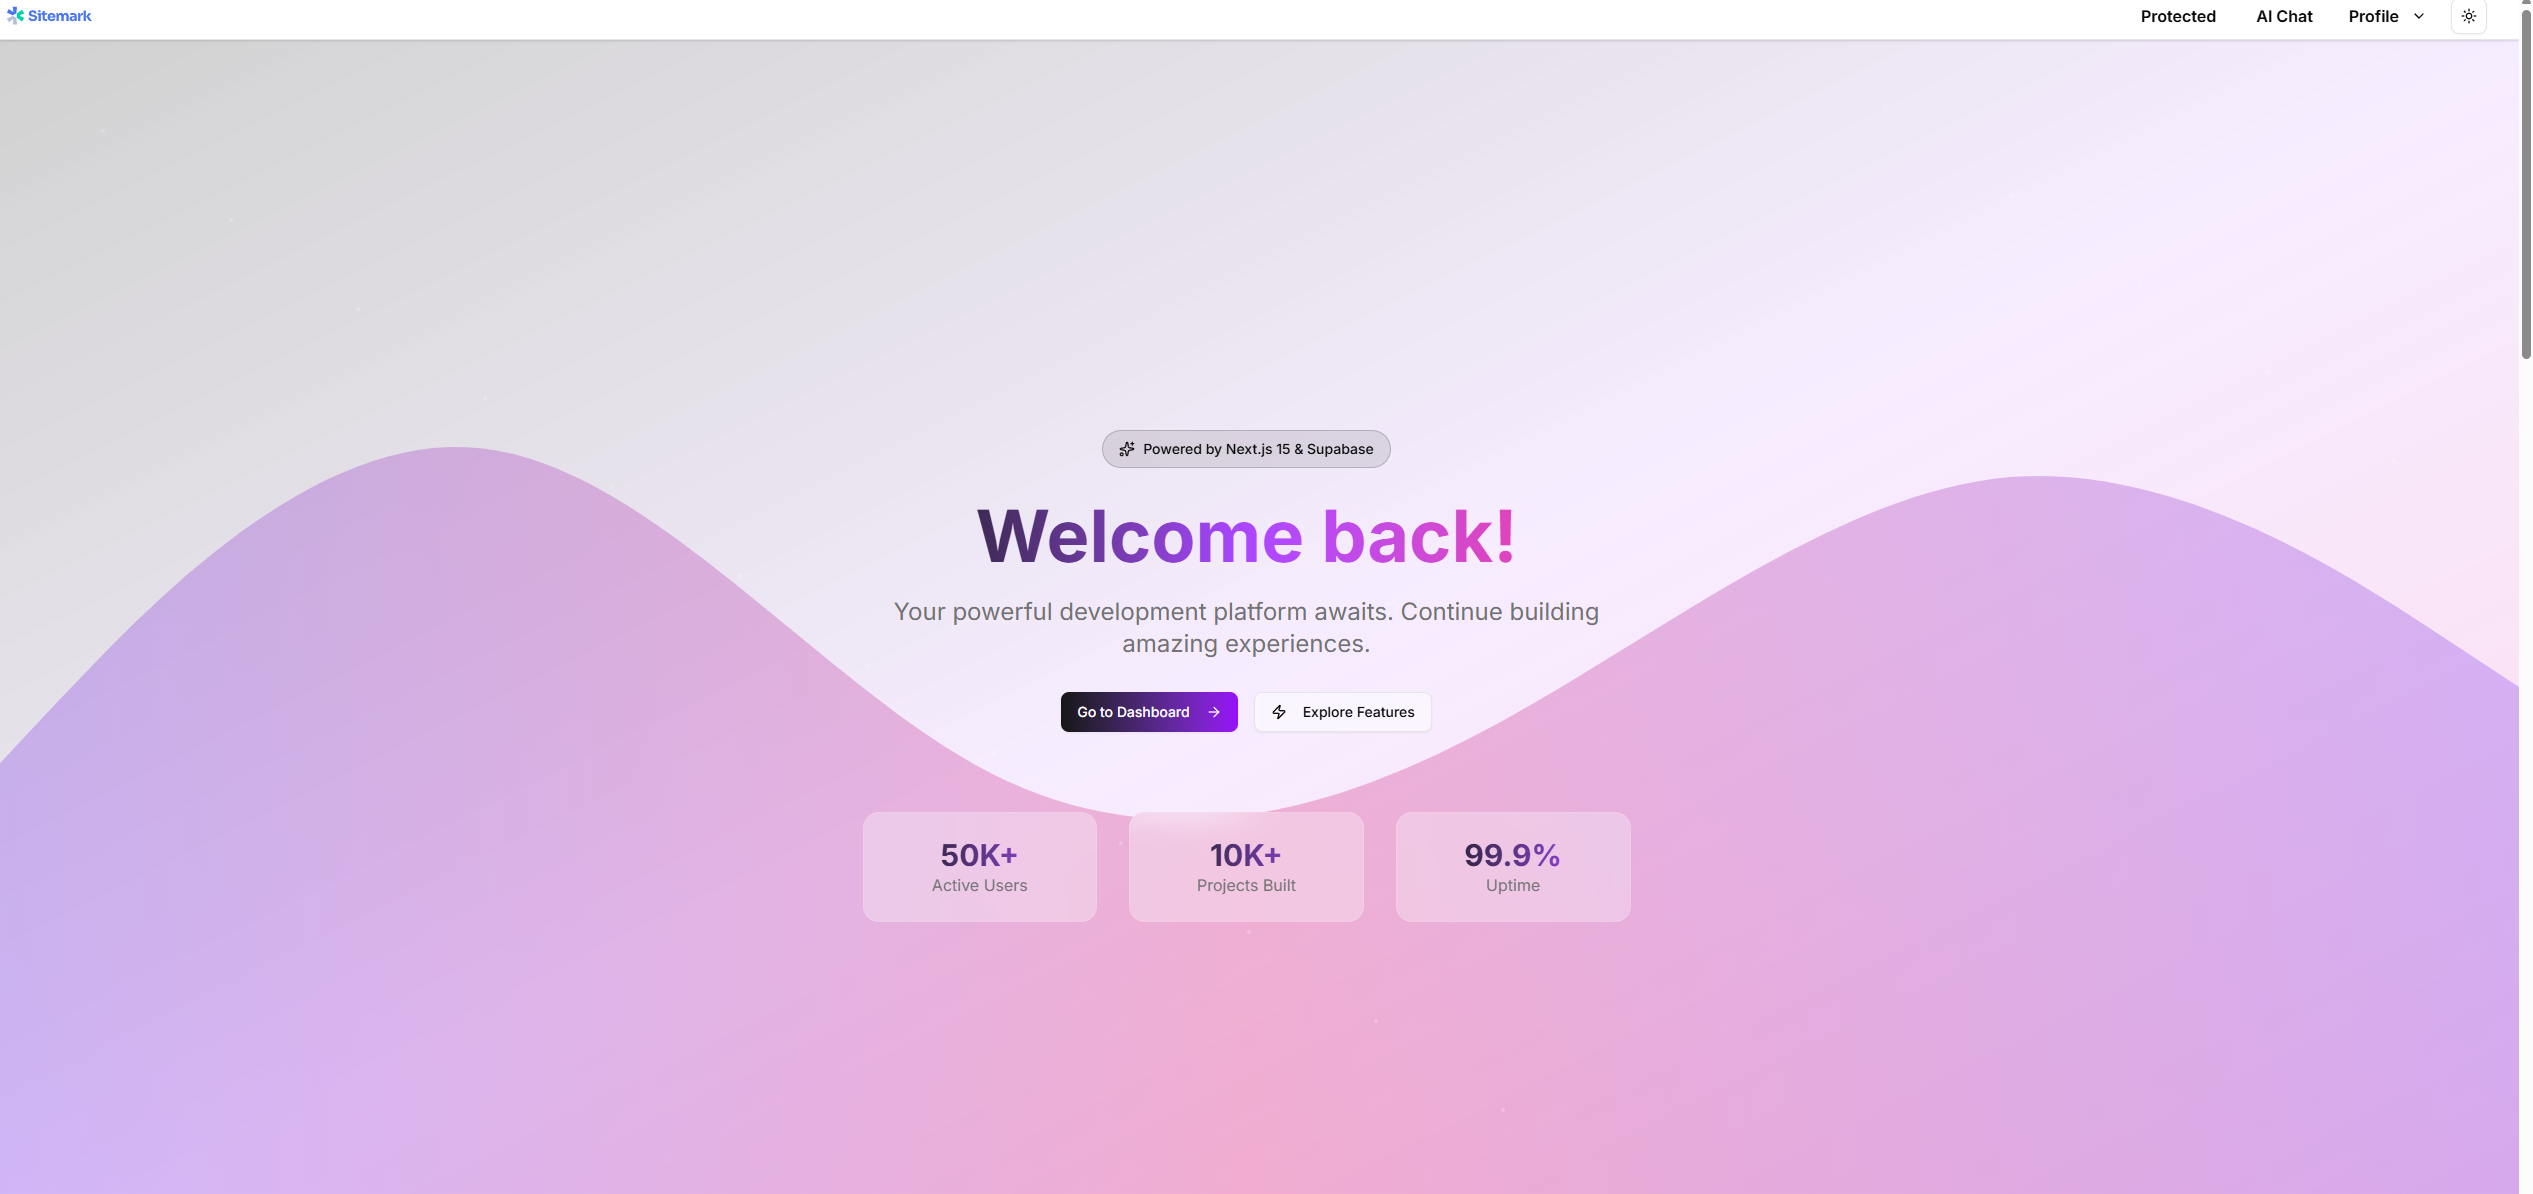 Sitemark
Protected
AI Chat
Profile
Powered by Next.js 15 & Supabase
Welcome back!
Your powerful development platform awaits. Continue building
amazing experiences.
Go to Dashboard
Explore Features
50K+
Active Users
10K+
Projects Built
99.9%
Uptime